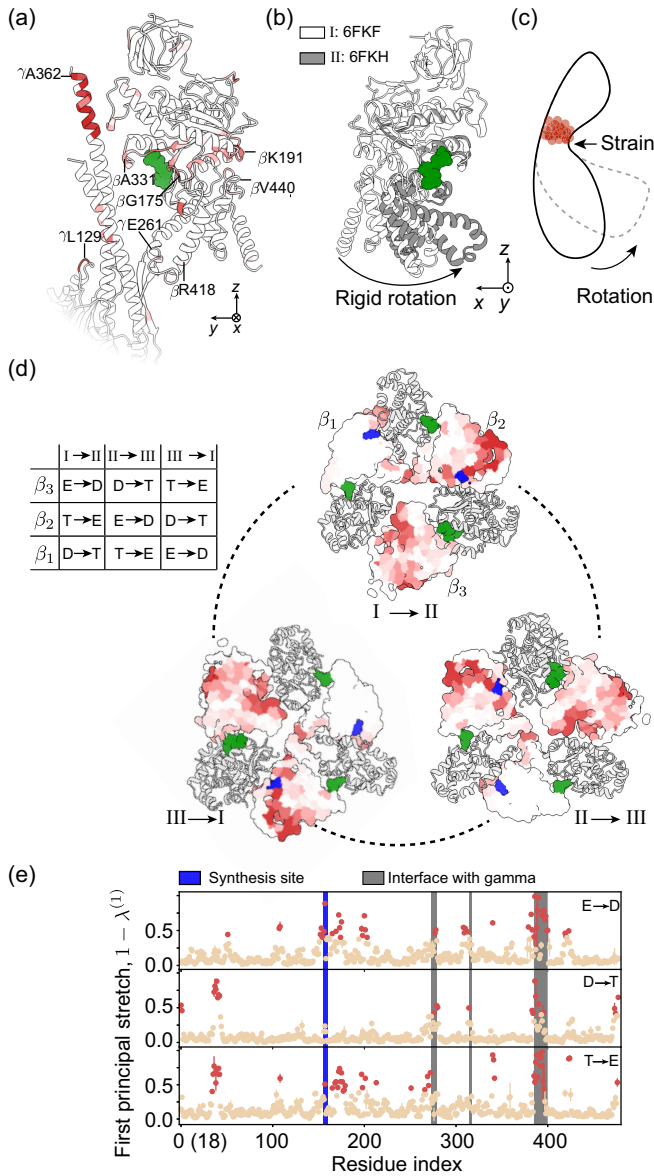 (a)
(b)
(c)
γA362
I: 6FKF
II: 6FKH
Strain
βK191
βA331
βV440
βG175
γE261
γL129
βR418
z
y
x
Rigid rotation
z
x
y
Rotation
(d)
I→II II→III III→I
β3 E→D D→T T→E
β2 T→E E→D D→T
β1 D→T T→E E→D
β1
β2
β3
I → II
III→I
II → III
(e)
Synthesis site
Interface with gamma
First principal stretch, 1 − λ(1)
E→D
0.5
0.0
D→T
0.5
0.0
T→E
0.5
0.0
0 (18) 100 200 300 400
Residue index